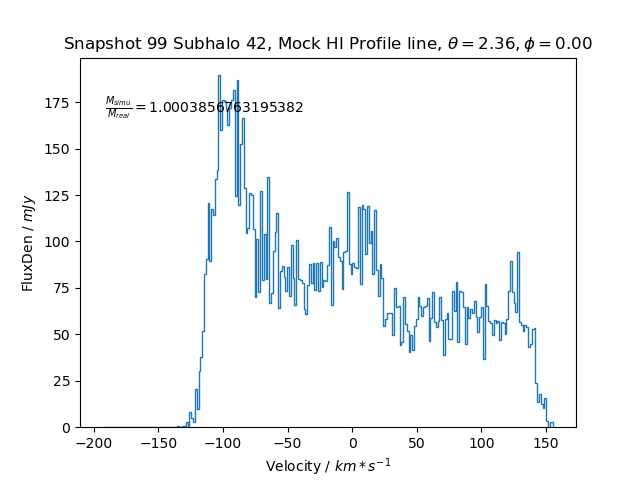 Snapshot 99 Subhalo 42, Mock HI Profile line, θ = 2.36, ϕ = 0.00
M_simu/M_real = 1.0003856763195382
FluxDen / mJy
175
150
125
100
75
50
25
0
−200 −150 −100 −50 0 50 100 150
Velocity / km * s⁻¹